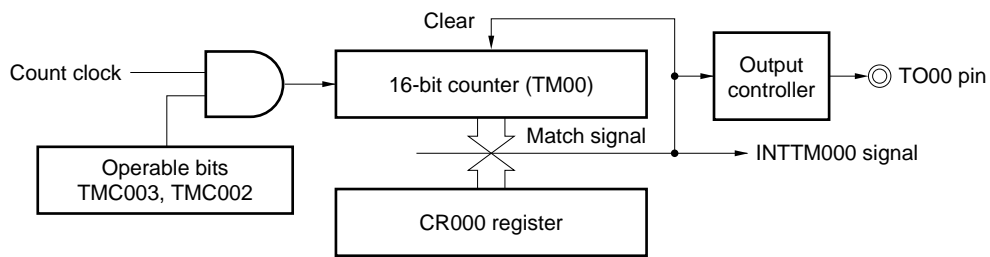 Clear
Count clock
16-bit counter (TM00)
Output
controller
TO00 pin
Match signal
INTTM000 signal
Operable bits
TMC003, TMC002
CR000 register